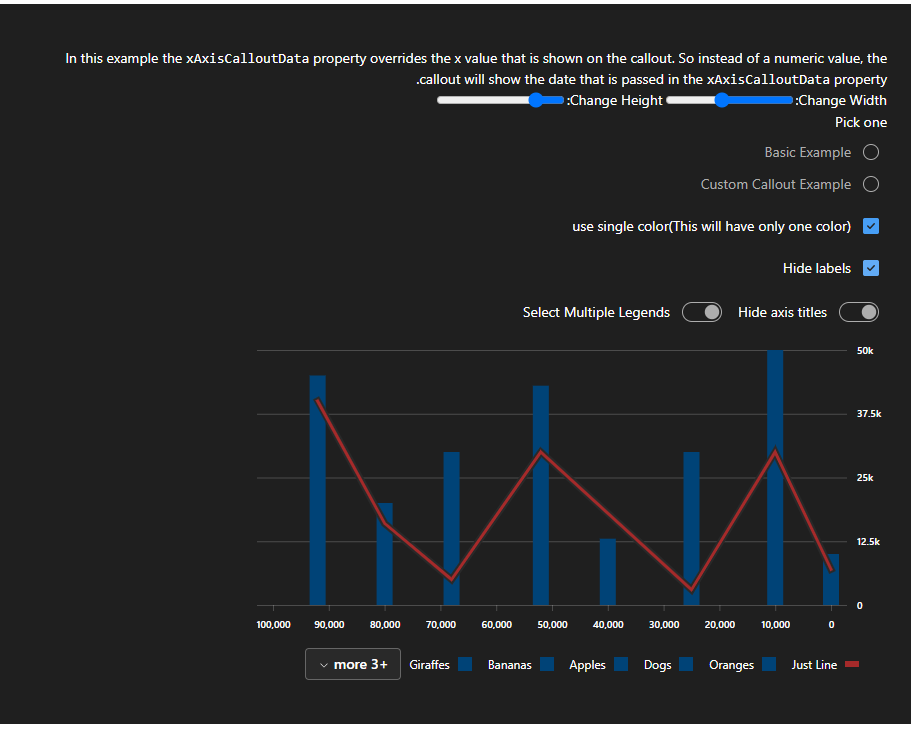 In this example the xAxisCalloutData property overrides the x value that is shown on the callout. So instead of a numeric value, the
.callout will show the date that is passed in the xAxisCalloutData property
:Change Width :Change Height
Pick one
Basic Example
Custom Callout Example
use single color(This will have only one color)
Hide labels
Hide axis titles Select Multiple Legends
50k
37.5k
25k
12.5k
0
100,000 90,000 80,000 70,000 60,000 50,000 40,000 30,000 20,000 10,000 0
more 3+ Giraffes Bananas Apples Dogs Oranges Just Line